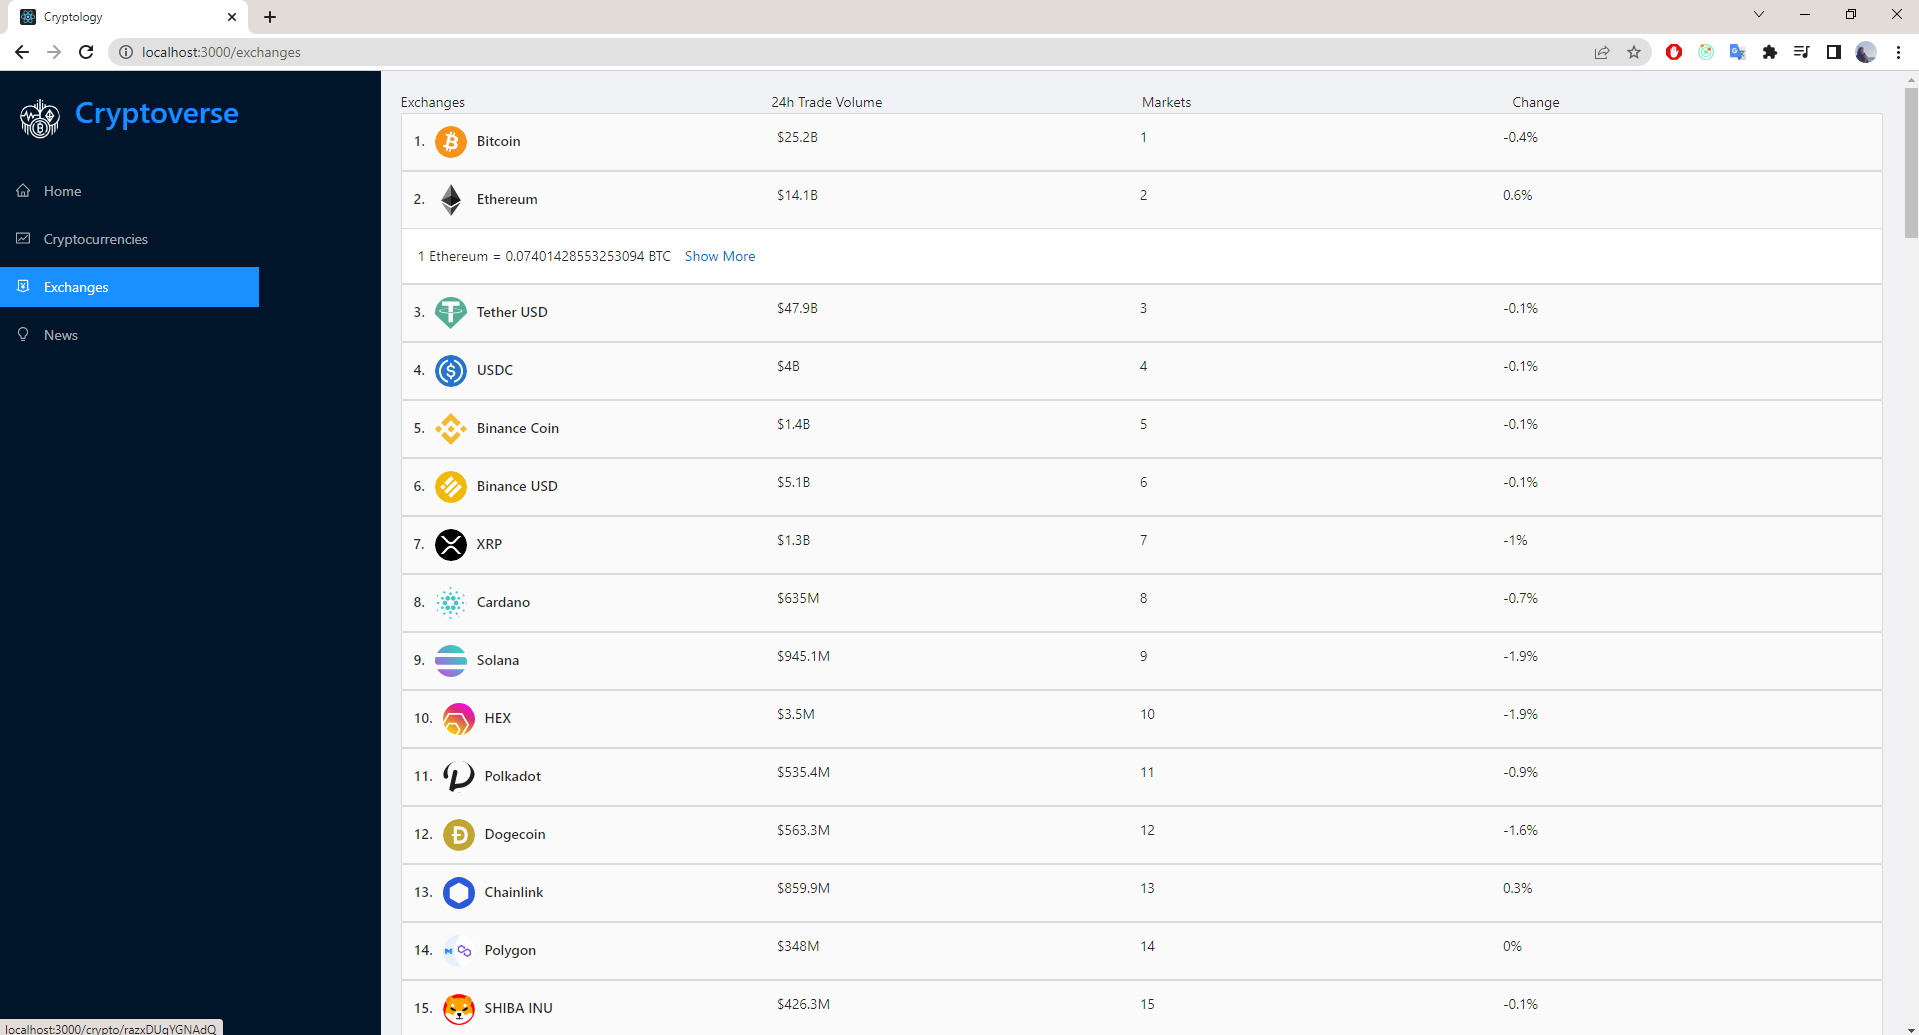 Cryptology
localhost:3000/exchanges
Cryptoverse
Home
Cryptocurrencies
Exchanges
News
Exchanges 24h Trade Volume Markets Change
1. Bitcoin $25.2B 1 -0.4%
2. Ethereum $14.1B 2 0.6%
1 Ethereum = 0.07401428553253094 BTC Show More
3. Tether USD $47.9B 3 -0.1%
4. USDC $4B 4 -0.1%
5. Binance Coin $1.4B 5 -0.1%
6. Binance USD $5.1B 6 -0.1%
7. XRP $1.3B 7 -1%
8. Cardano $635M 8 -0.7%
9. Solana $945.1M 9 -1.9%
10. HEX $3.5M 10 -1.9%
11. Polkadot $535.4M 11 -0.9%
12. Dogecoin $563.3M 12 -1.6%
13. Chainlink $859.9M 13 0.3%
14. Polygon $348M 14 0%
15. SHIBA INU $426.3M 15 -0.1%
localhost:3000/crypto/razxDUgYGNAdQ